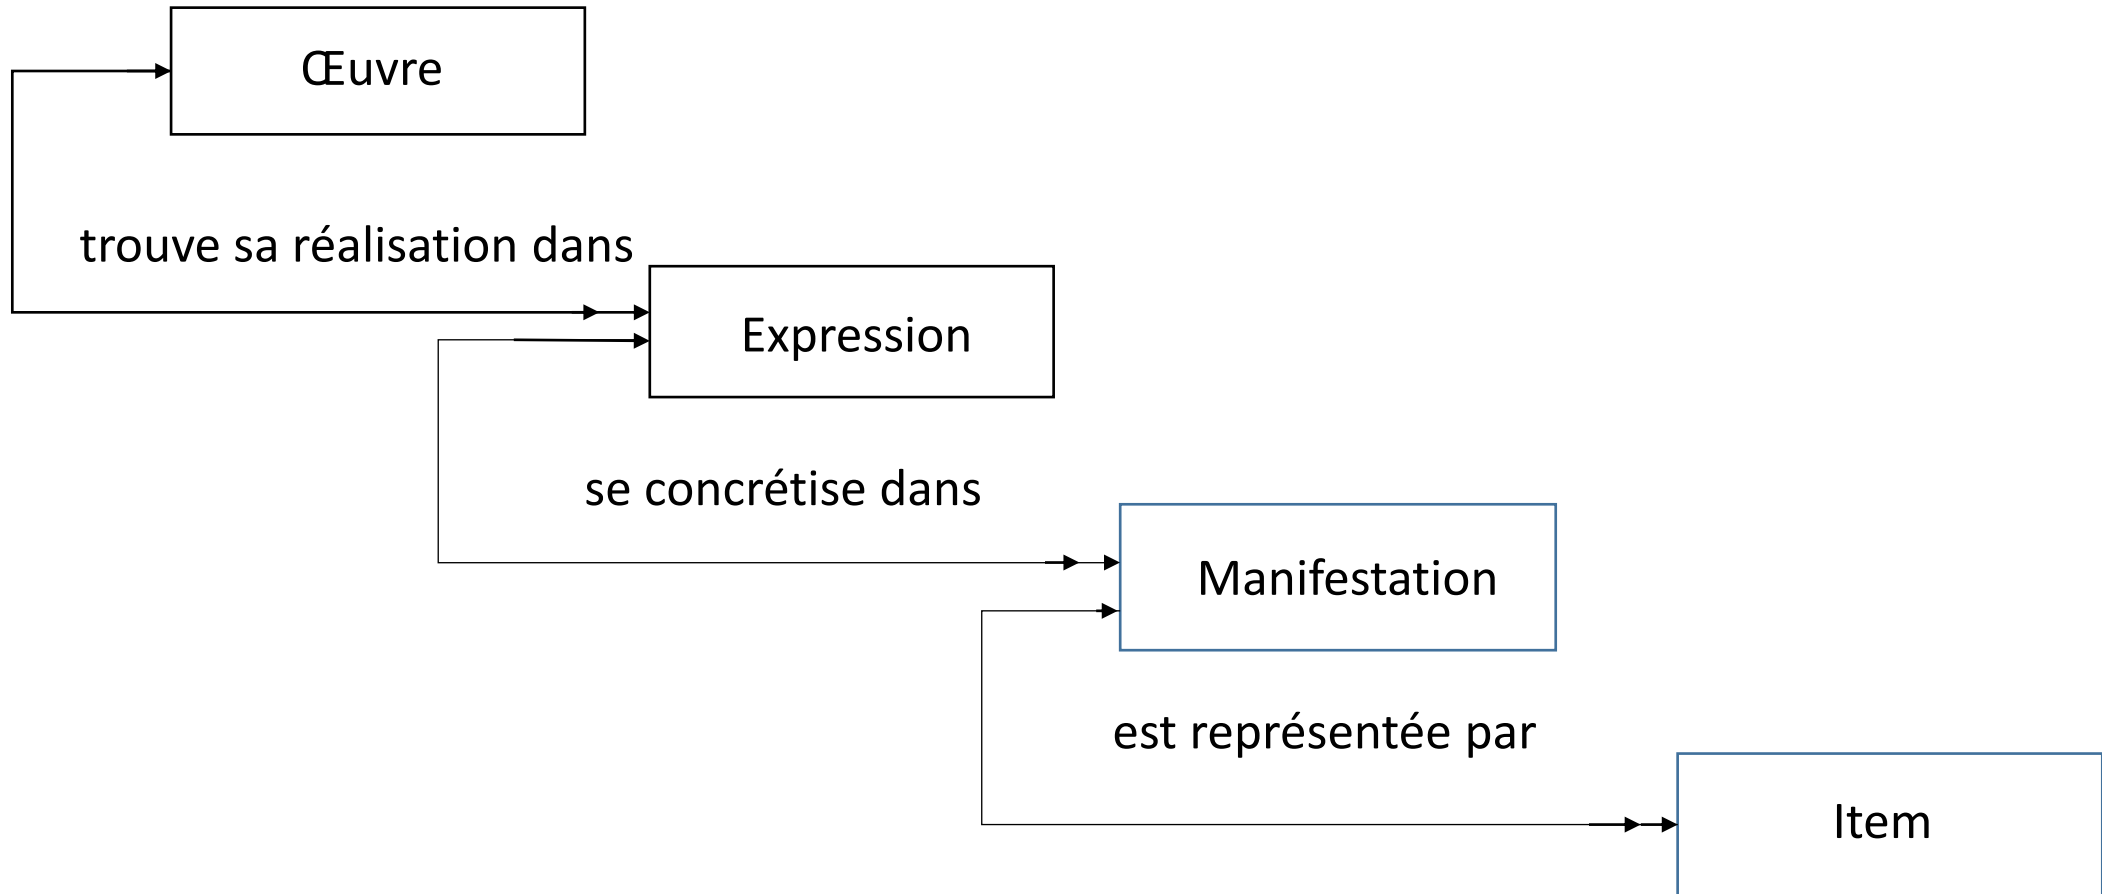 Œuvre
trouve sa réalisation dans
Expression
se concrétise dans
Manifestation
est représentée par
Item